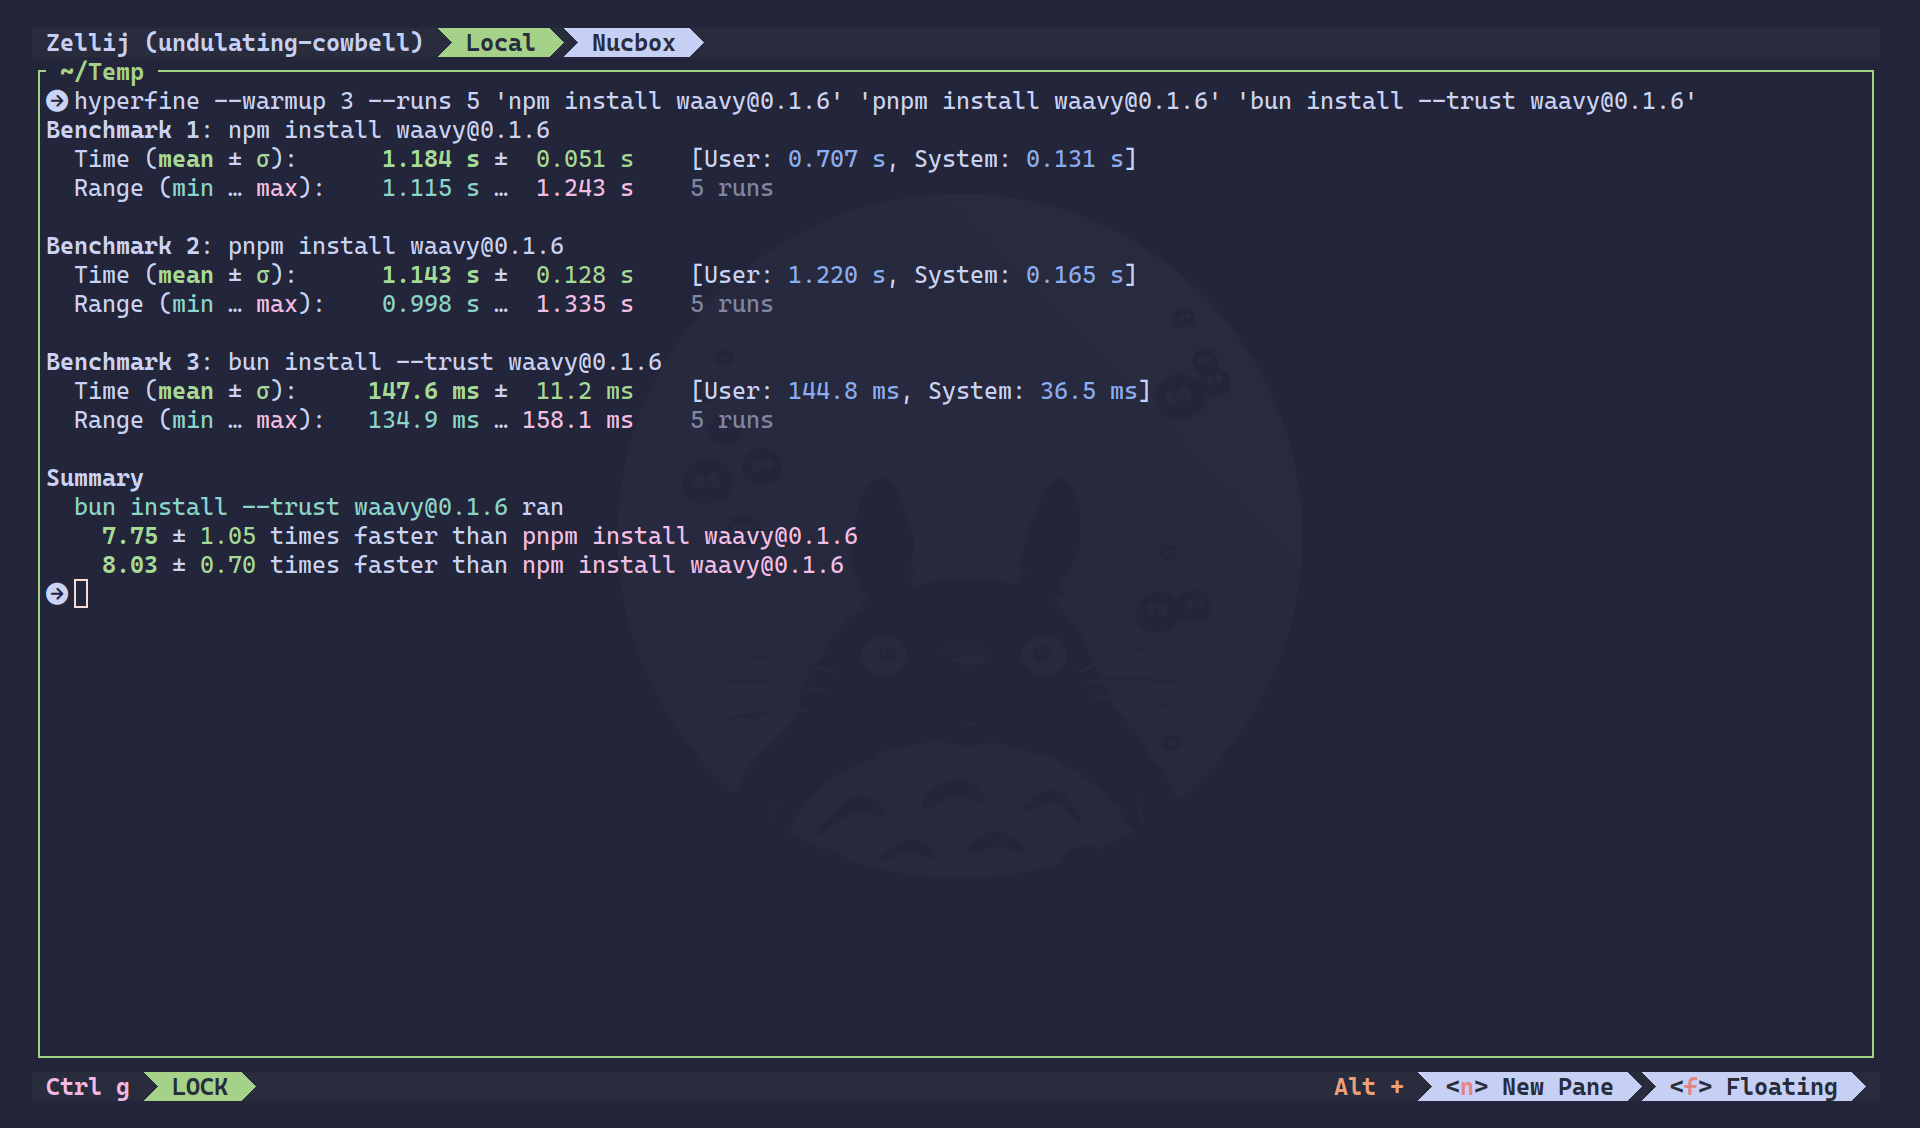 Zellij (undulating-cowbell) Local Nucbox
~/Temp
hyperfine --warmup 3 --runs 5 'npm install waavy@0.1.6' 'pnpm install waavy@0.1.6' 'bun install --trust waavy@0.1.6'
Benchmark 1: npm install waavy@0.1.6
Time (mean ± σ): 1.184 s ± 0.051 s [User: 0.707 s, System: 0.131 s]
Range (min … max): 1.115 s … 1.243 s 5 runs
Benchmark 2: pnpm install waavy@0.1.6
Time (mean ± σ): 1.143 s ± 0.128 s [User: 1.220 s, System: 0.165 s]
Range (min … max): 0.998 s … 1.335 s 5 runs
Benchmark 3: bun install --trust waavy@0.1.6
Time (mean ± σ): 147.6 ms ± 11.2 ms [User: 144.8 ms, System: 36.5 ms]
Range (min … max): 134.9 ms … 158.1 ms 5 runs
Summary
bun install --trust waavy@0.1.6 ran
7.75 ± 1.05 times faster than pnpm install waavy@0.1.6
8.03 ± 0.70 times faster than npm install waavy@0.1.6
Ctrl g LOCK Alt + <n> New Pane <f> Floating